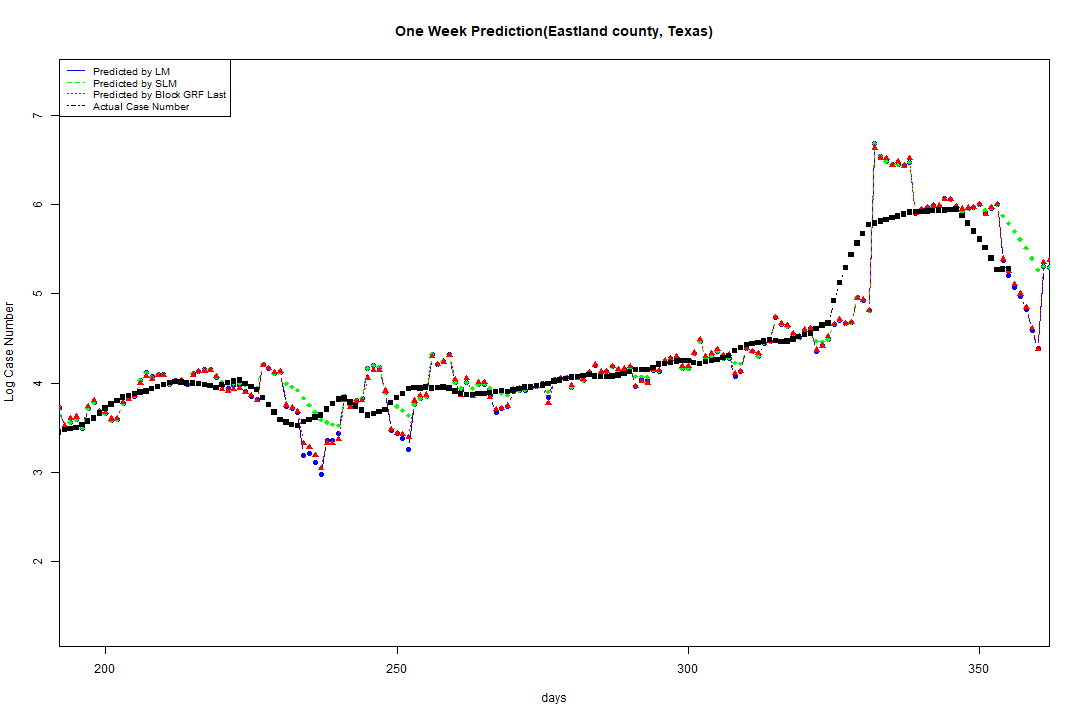 One Week Prediction(Eastland county, Texas)
Predicted by LM
Predicted by SLM
Predicted by Block GRF Last
Actual Case Number
7
6
5
4
3
2
Log Case Number
200 250 300 350
days